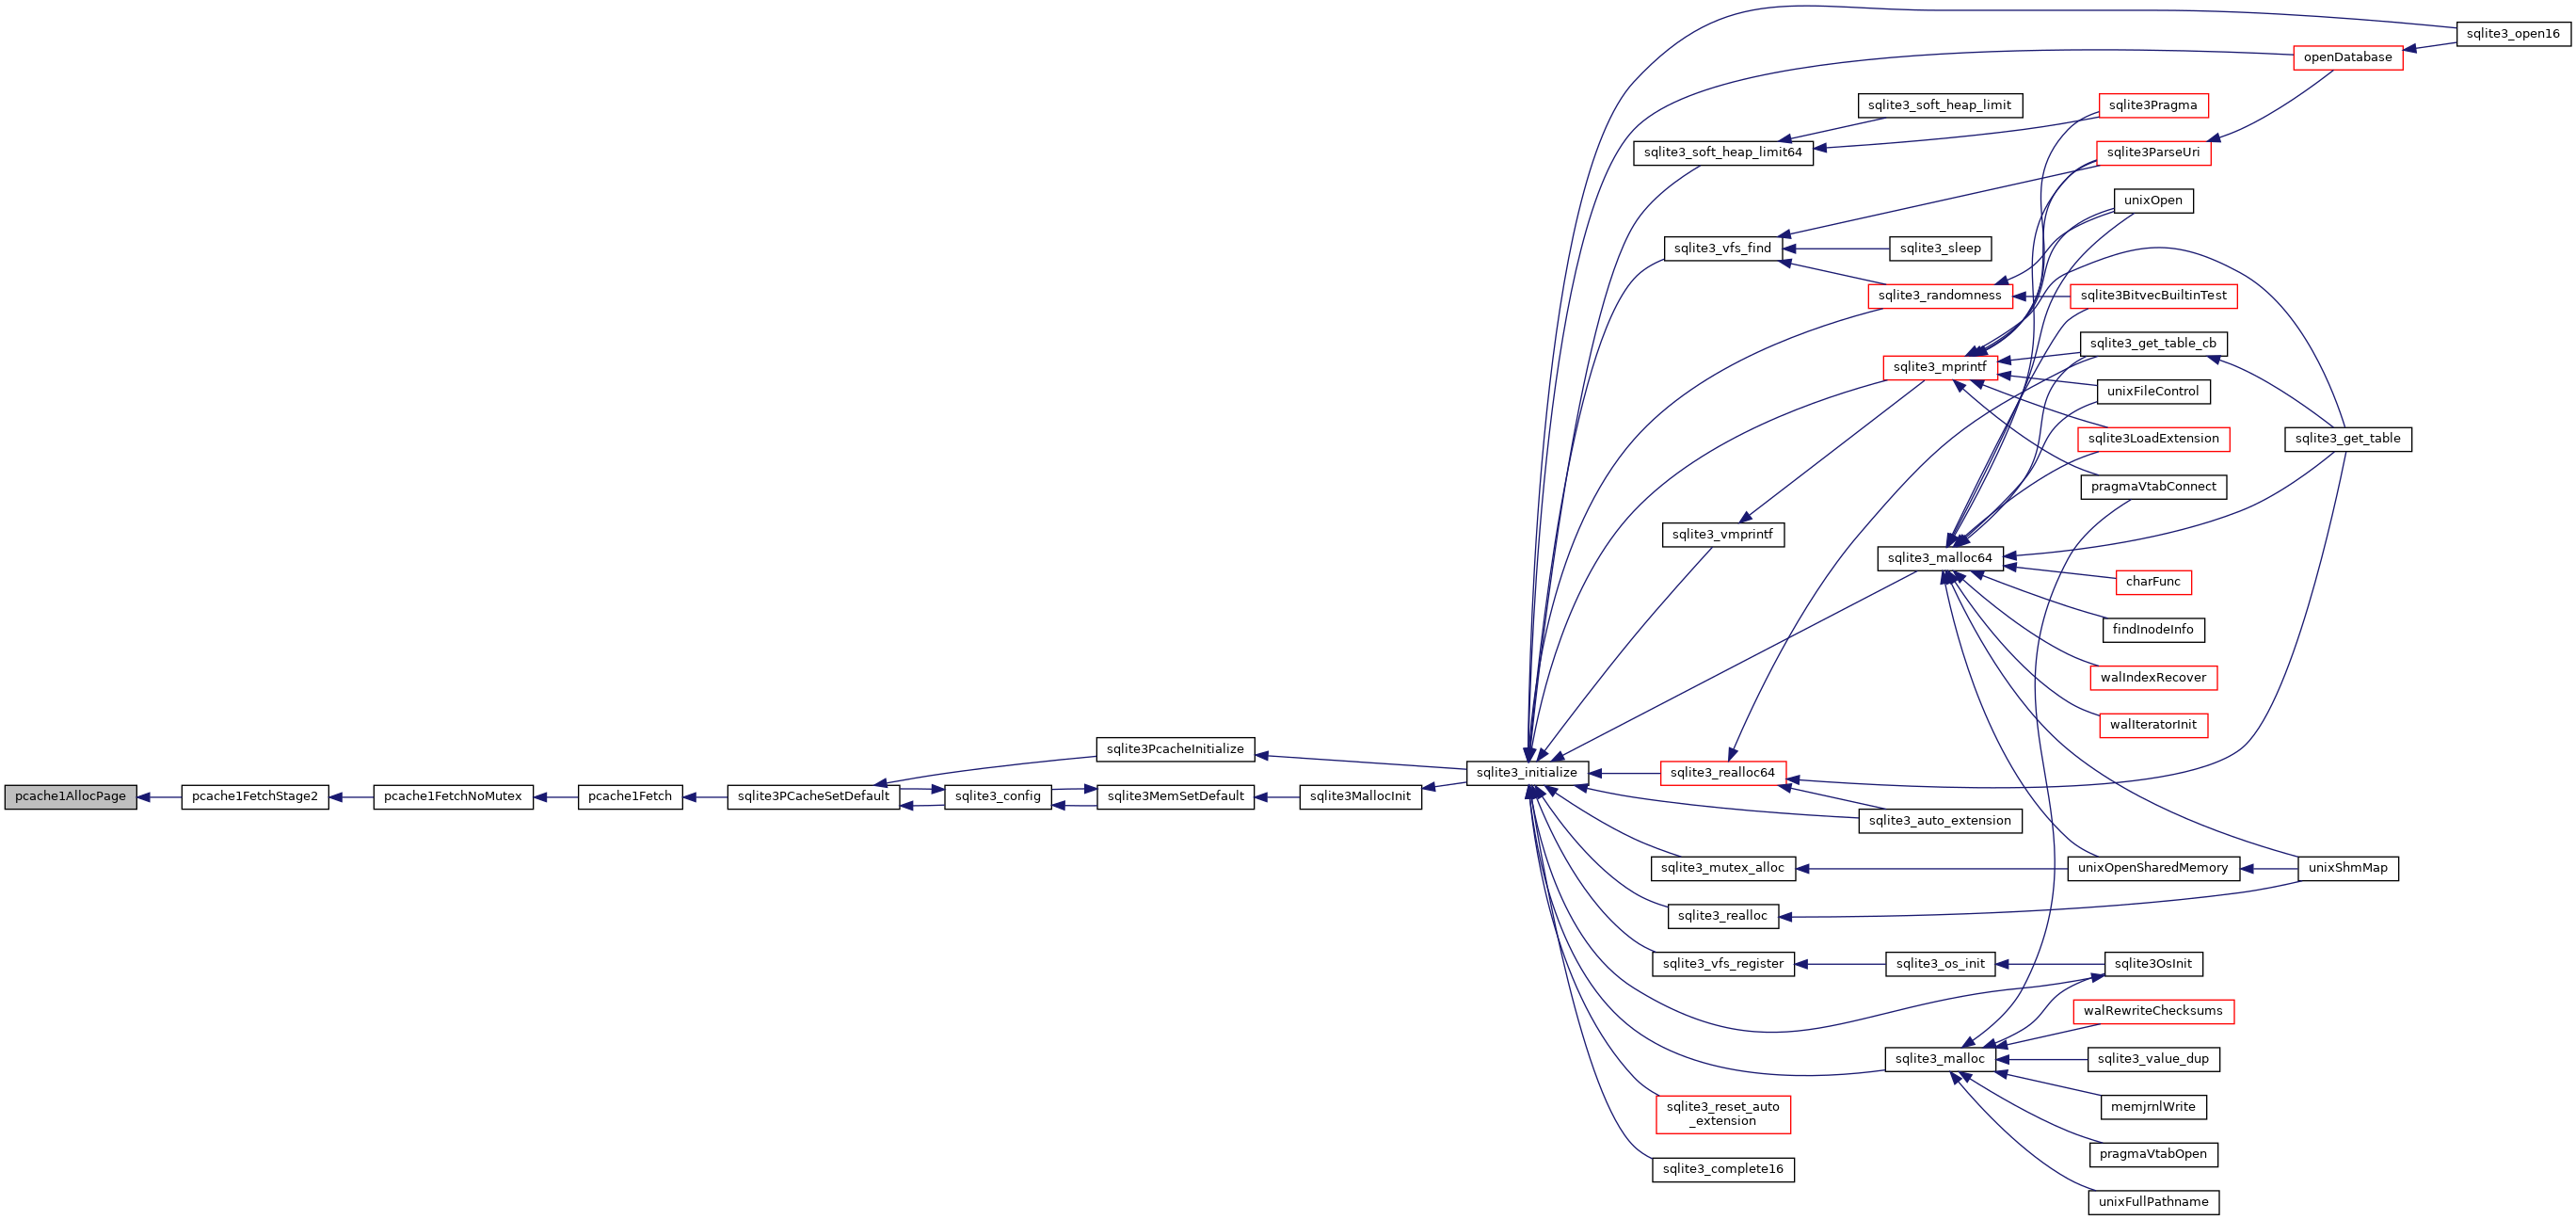 sqlite3_open16
openDatabase
sqlite3_soft_heap_limit
sqlite3Pragma
sqlite3_soft_heap_limit64
sqlite3ParseUri
unixOpen
sqlite3_vfs_find
sqlite3_sleep
sqlite3_randomness
sqlite3BitvecBuiltinTest
sqlite3_get_table_cb
sqlite3_mprintf
unixFileControl
sqlite3LoadExtension
sqlite3_get_table
pragmaVtabConnect
sqlite3_vmprintf
sqlite3_malloc64
charFunc
findInodeInfo
walIndexRecover
walIteratorInit
sqlite3PcacheInitialize
sqlite3_initialize
sqlite3_realloc64
pcache1AllocPage
pcache1FetchStage2
pcache1FetchNoMutex
pcache1Fetch
sqlite3PCacheSetDefault
sqlite3_config
sqlite3MemSetDefault
sqlite3MallocInit
sqlite3_auto_extension
sqlite3_mutex_alloc
unixOpenSharedMemory
unixShmMap
sqlite3_realloc
sqlite3_vfs_register
sqlite3_os_init
sqlite3OsInit
walRewriteChecksums
sqlite3_malloc
sqlite3_value_dup
sqlite3_reset_auto
_extension
memjrnlWrite
pragmaVtabOpen
sqlite3_complete16
unixFullPathname